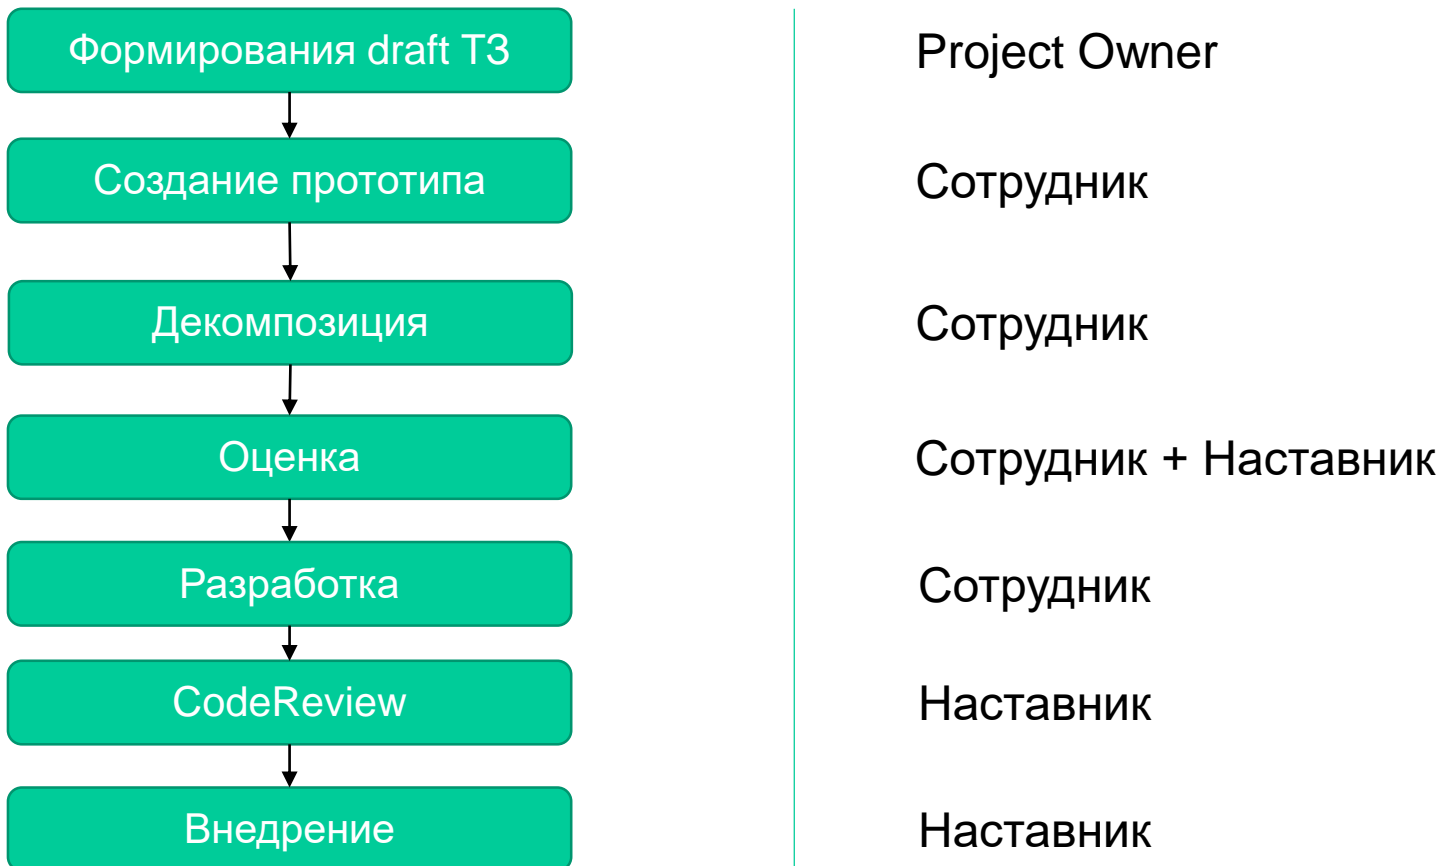 Формирования draft ТЗ
Project Owner
Создание прототипа
Сотрудник
Декомпозиция
Сотрудник
Оценка
Сотрудник + Наставник
Разработка
Сотрудник
CodeReview
Наставник
Внедрение
Наставник